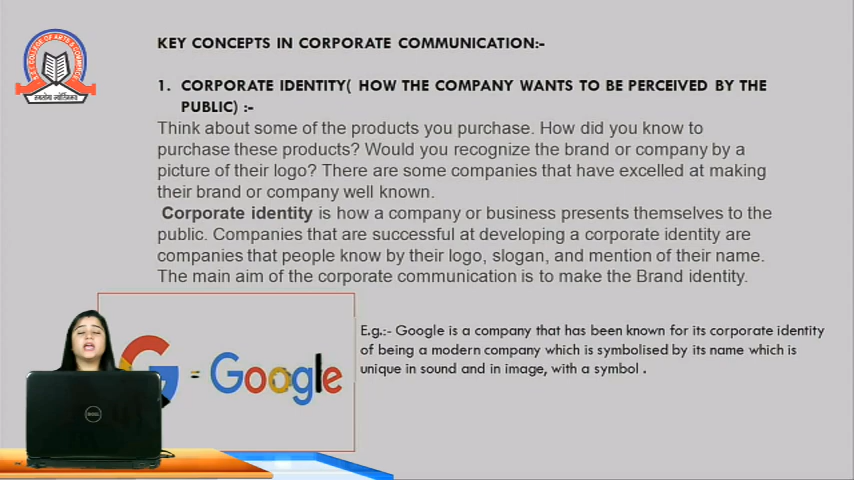 KEY CONCEPTS IN CORPORATE COMMUNICATION:-
1. CORPORATE IDENTITY( HOW THE COMPANY WANTS TO BE PERCEIVED BY THE
PUBLIC) :-
Think about some of the products you purchase. How did you know to
purchase these products? Would you recognize the brand or company by a
picture of their logo? There are some companies that have excelled at making
their brand or company well known.
Corporate identity is how a company or business presents themselves to the
public. Companies that are successful at developing a corporate identity are
companies that people know by their logo, slogan, and mention of their name.
The main aim of the corporate communication is to make the Brand identity.
E.g.:- Google is a company that has been known for its corporate identity
of being a modern company which is symbolised by its name which is
unique in sound and in image, with a symbol .
G = Google
DELL